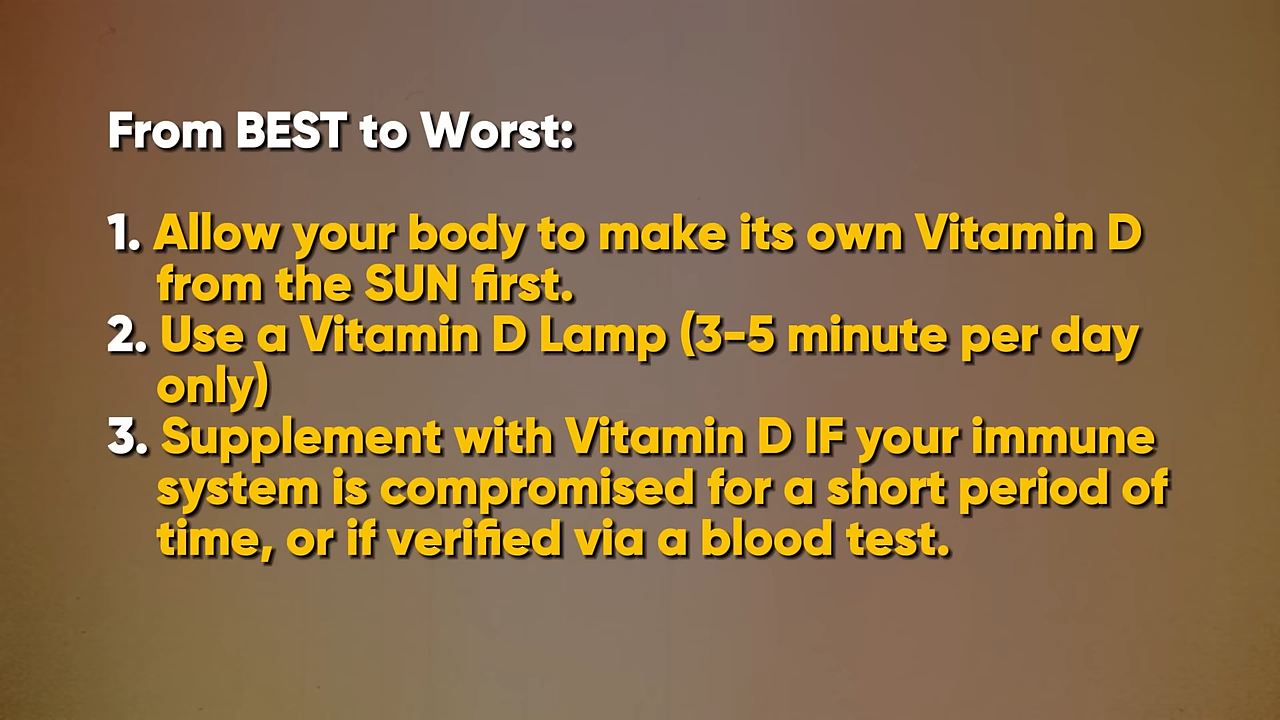 From BEST to Worst:
1. Allow your body to make its own Vitamin D
from the SUN first.
2. Use a Vitamin D Lamp (3-5 minute per day
only)
3. Supplement with Vitamin D IF your immune
system is compromised for a short period of
time, or if verified via a blood test.